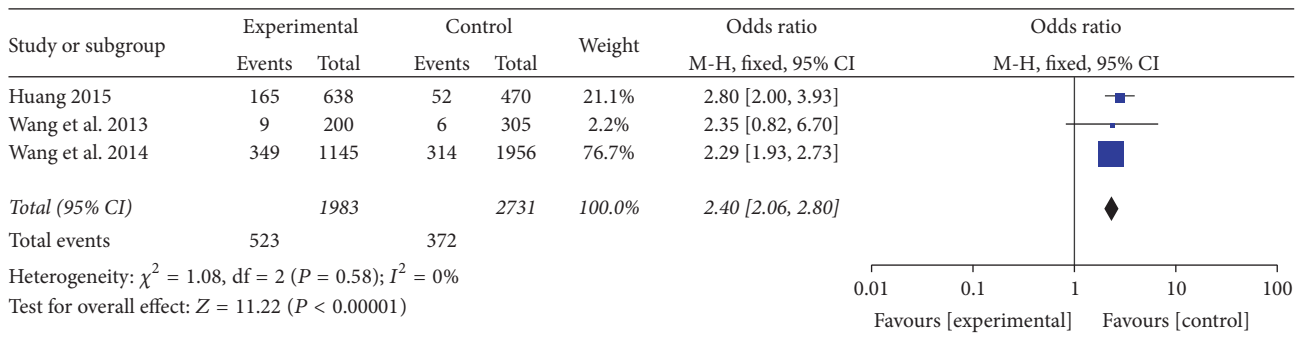 Study or subgroup Experimental Control Weight Odds ratio Odds ratio
Events Total Events Total M-H, fixed, 95% CI M-H, fixed, 95% CI
Huang 2015 165 638 52 470 21.1% 2.80 [2.00, 3.93]
Wang et al. 2013 9 200 6 305 2.2% 2.35 [0.82, 6.70]
Wang et al. 2014 349 1145 314 1956 76.7% 2.29 [1.93, 2.73]
Total (95% CI) 1983 2731 100.0% 2.40 [2.06, 2.80]
Total events 523 372
Heterogeneity: χ² = 1.08, df = 2 (P = 0.58); I² = 0%
Test for overall effect: Z = 11.22 (P < 0.00001)
0.01 0.1 1 10 100
Favours [experimental] Favours [control]